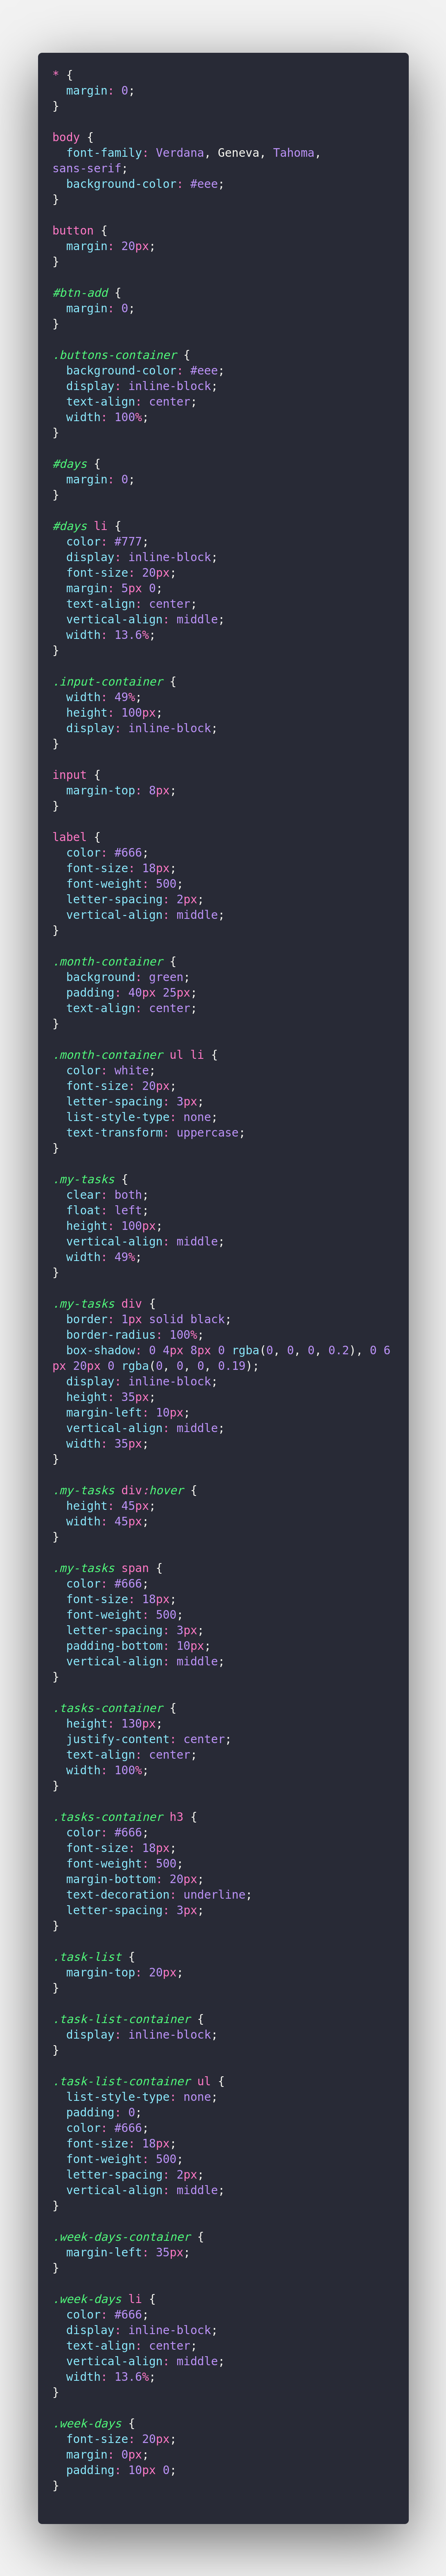 * {
  margin: 0;
}

body {
  font-family: Verdana, Geneva, Tahoma,
sans-serif;
  background-color: #eee;
}

button {
  margin: 20px;
}

#btn-add {
  margin: 0;
}

.buttons-container {
  background-color: #eee;
  display: inline-block;
  text-align: center;
  width: 100%;
}

#days {
  margin: 0;
}

#days li {
  color: #777;
  display: inline-block;
  font-size: 20px;
  margin: 5px 0;
  text-align: center;
  vertical-align: middle;
  width: 13.6%;
}

.input-container {
  width: 49%;
  height: 100px;
  display: inline-block;
}

input {
  margin-top: 8px;
}

label {
  color: #666;
  font-size: 18px;
  font-weight: 500;
  letter-spacing: 2px;
  vertical-align: middle;
}

.month-container {
  background: green;
  padding: 40px 25px;
  text-align: center;
}

.month-container ul li {
  color: white;
  font-size: 20px;
  letter-spacing: 3px;
  list-style-type: none;
  text-transform: uppercase;
}

.my-tasks {
  clear: both;
  float: left;
  height: 100px;
  vertical-align: middle;
  width: 49%;
}

.my-tasks div {
  border: 1px solid black;
  border-radius: 100%;
  box-shadow: 0 4px 8px 0 rgba(0, 0, 0, 0.2), 0 6
px 20px 0 rgba(0, 0, 0, 0.19);
  display: inline-block;
  height: 35px;
  margin-left: 10px;
  vertical-align: middle;
  width: 35px;
}

.my-tasks div:hover {
  height: 45px;
  width: 45px;
}

.my-tasks span {
  color: #666;
  font-size: 18px;
  font-weight: 500;
  letter-spacing: 3px;
  padding-bottom: 10px;
  vertical-align: middle;
}

.tasks-container {
  height: 130px;
  justify-content: center;
  text-align: center;
  width: 100%;
}

.tasks-container h3 {
  color: #666;
  font-size: 18px;
  font-weight: 500;
  margin-bottom: 20px;
  text-decoration: underline;
  letter-spacing: 3px;
}

.task-list {
  margin-top: 20px;
}

.task-list-container {
  display: inline-block;
}

.task-list-container ul {
  list-style-type: none;
  padding: 0;
  color: #666;
  font-size: 18px;
  font-weight: 500;
  letter-spacing: 2px;
  vertical-align: middle;
}

.week-days-container {
  margin-left: 35px;
}

.week-days li {
  color: #666;
  display: inline-block;
  text-align: center;
  vertical-align: middle;
  width: 13.6%;
}

.week-days {
  font-size: 20px;
  margin: 0px;
  padding: 10px 0;
}